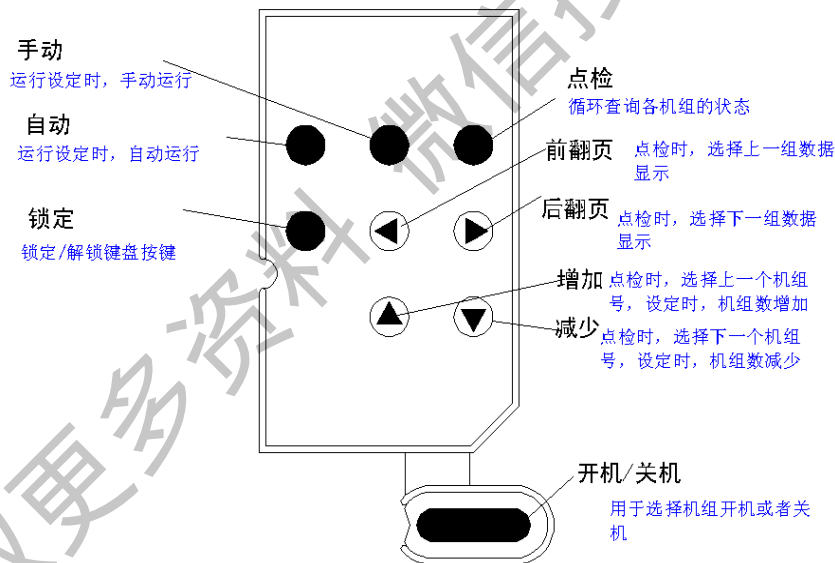 手动
运行设定时，手动运行
自动
运行设定时，自动运行
锁定
锁定/解锁键盘按键
点检
循环查询各机组的状态
前翻页
点检时，选择上一组数据
显示
后翻页
点检时，选择下一组数据
显示
增加
点检时，选择上一个机组
号，设定时，机组数增加
减少
点检时，选择下一个机组
号，设定时，机组数减少
开机/关机
用于选择机组开机或者关
机
更多资料 微信